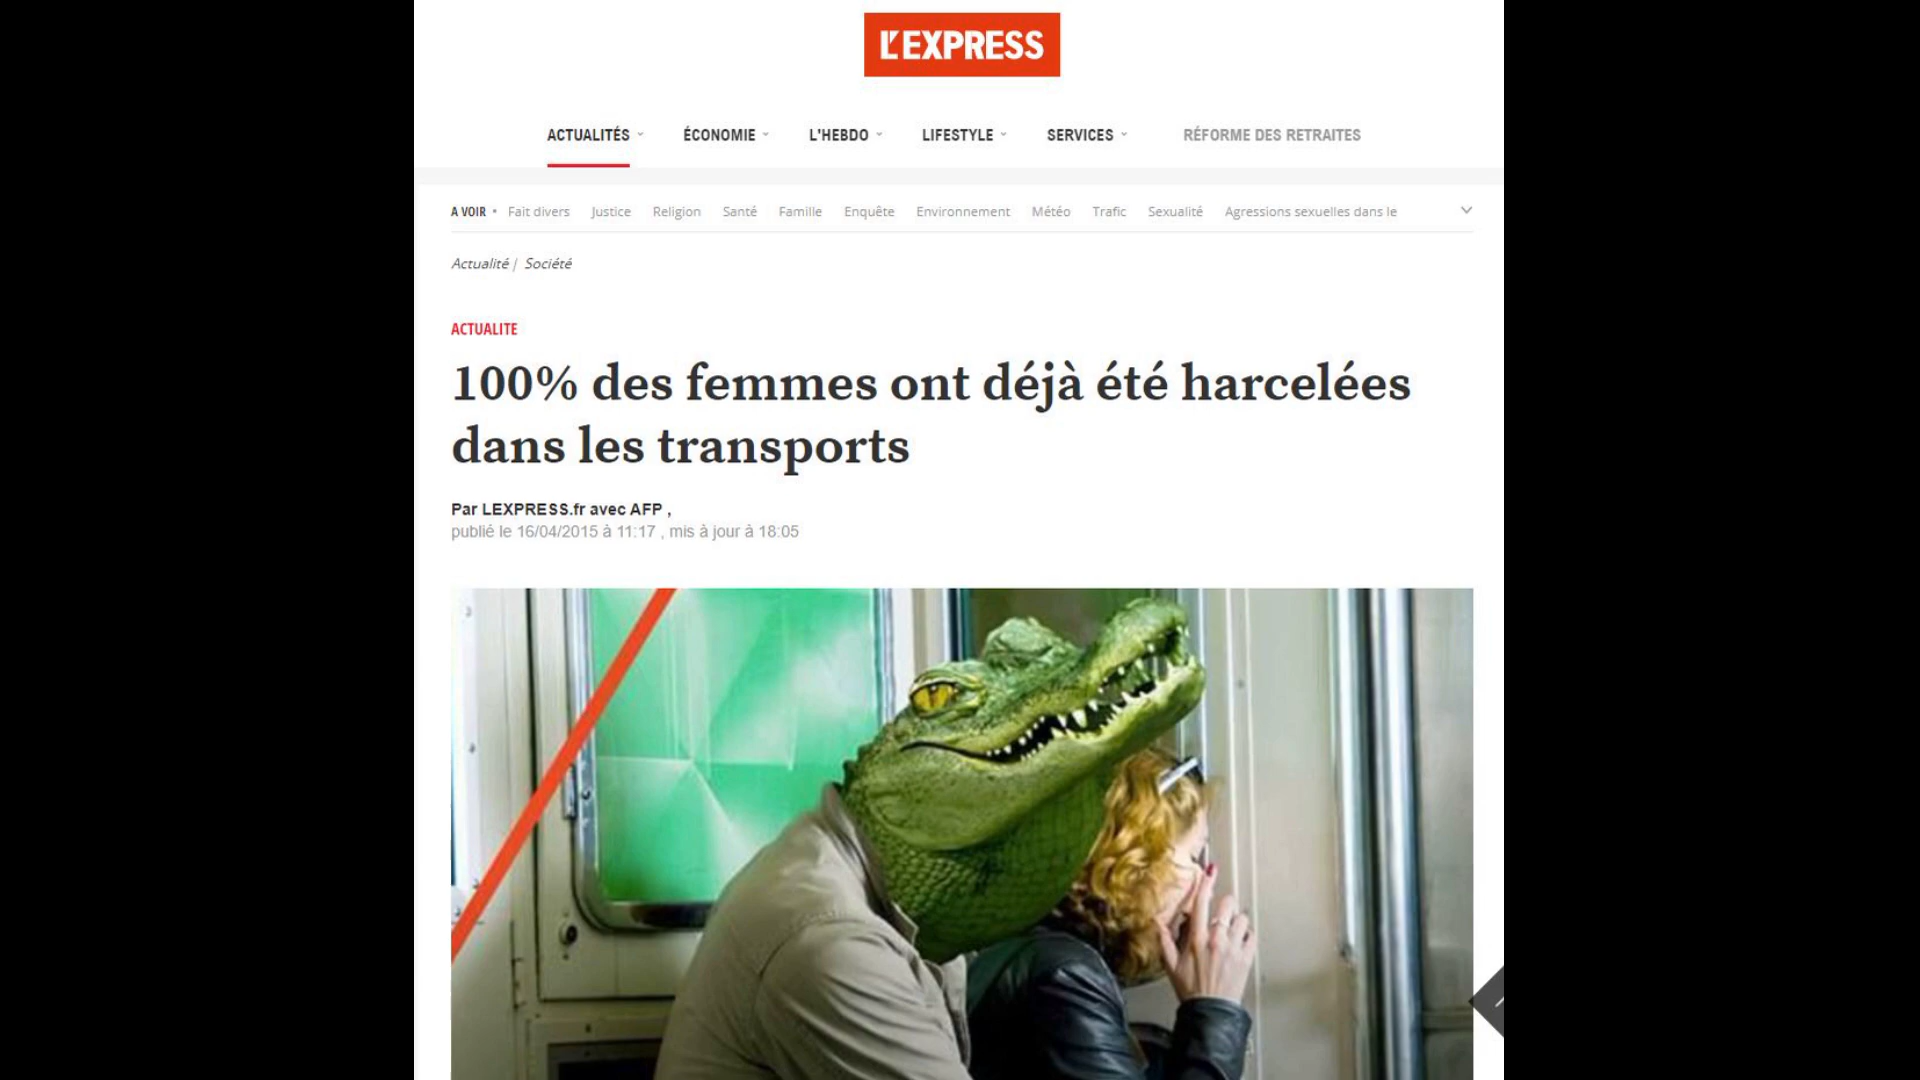 L'EXPRESS
ACTUALITÉS ÉCONOMIE L'HEBDO LIFESTYLE SERVICES RÉFORME DES RETRAITES
A VOIR • Fait divers Justice Religion Santé Famille Enquête Environnement Météo Trafic Sexualité Agressions sexuelles dans le
Actualité / Société
ACTUALITE
100% des femmes ont déjà été harcelées
dans les transports
Par LEXPRESS.fr avec AFP ,
publié le 16/04/2015 à 11:17 , mis à jour à 18:05